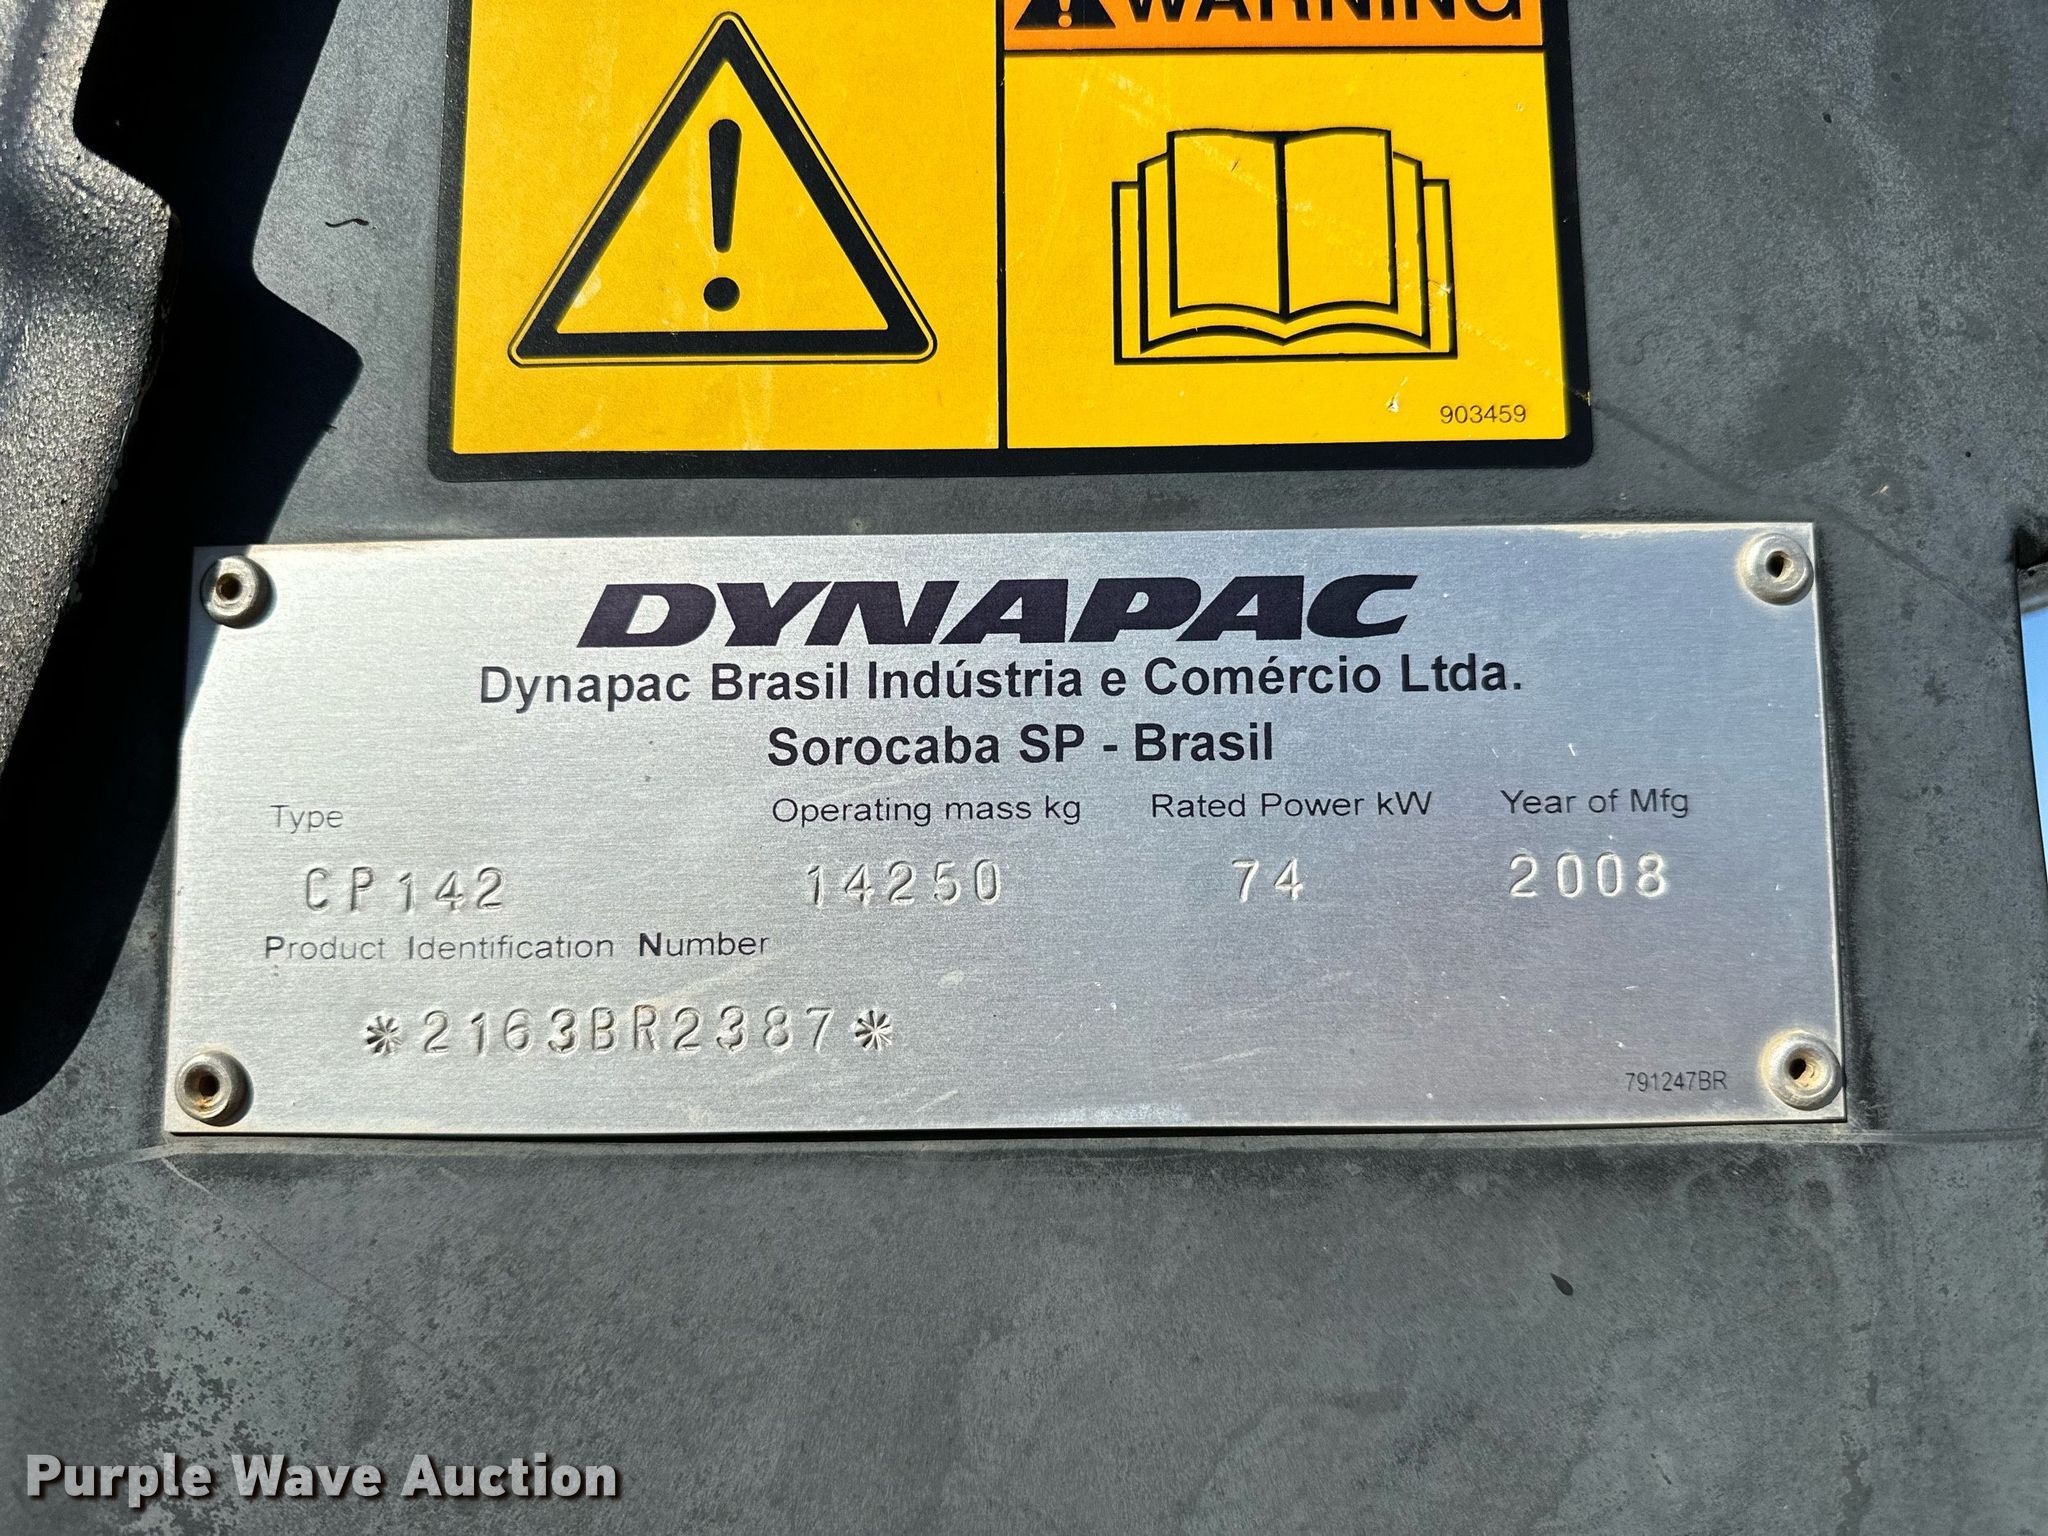 WARNING
903459
DYNAPAC
Dynapac Brasil Indústria e Comércio Ltda.
Sorocaba SP - Brasil
Type Operating mass kg Rated Power kW Year of Mfg
CP142 14250 74 2008
Product Identification Number
*2163BR2387*
791247BR
Purple Wave Auction